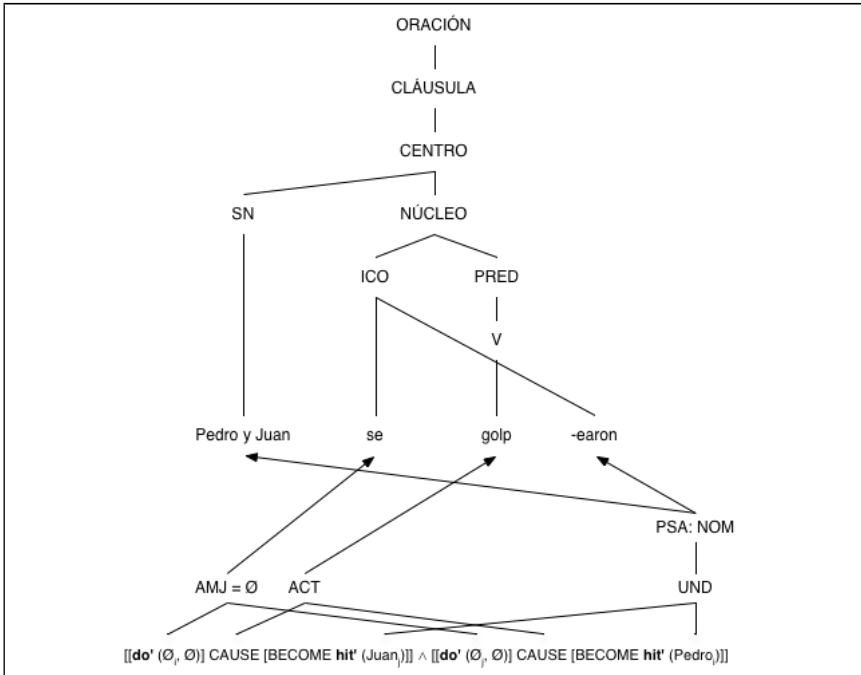 ORACIÓN
CLÁUSULA
CENTRO
SN NÚCLEO
ICO PRED
V
Pedro y Juan se golp -earon
PSA: NOM
AMJ = Ø ACT UND
[[do' (Øᵢ, Ø)] CAUSE [BECOME hit' (Juanⱼ)]] ∧ [[do' (Øⱼ, Ø)] CAUSE [BECOME hit' (Pedroᵢ)]]